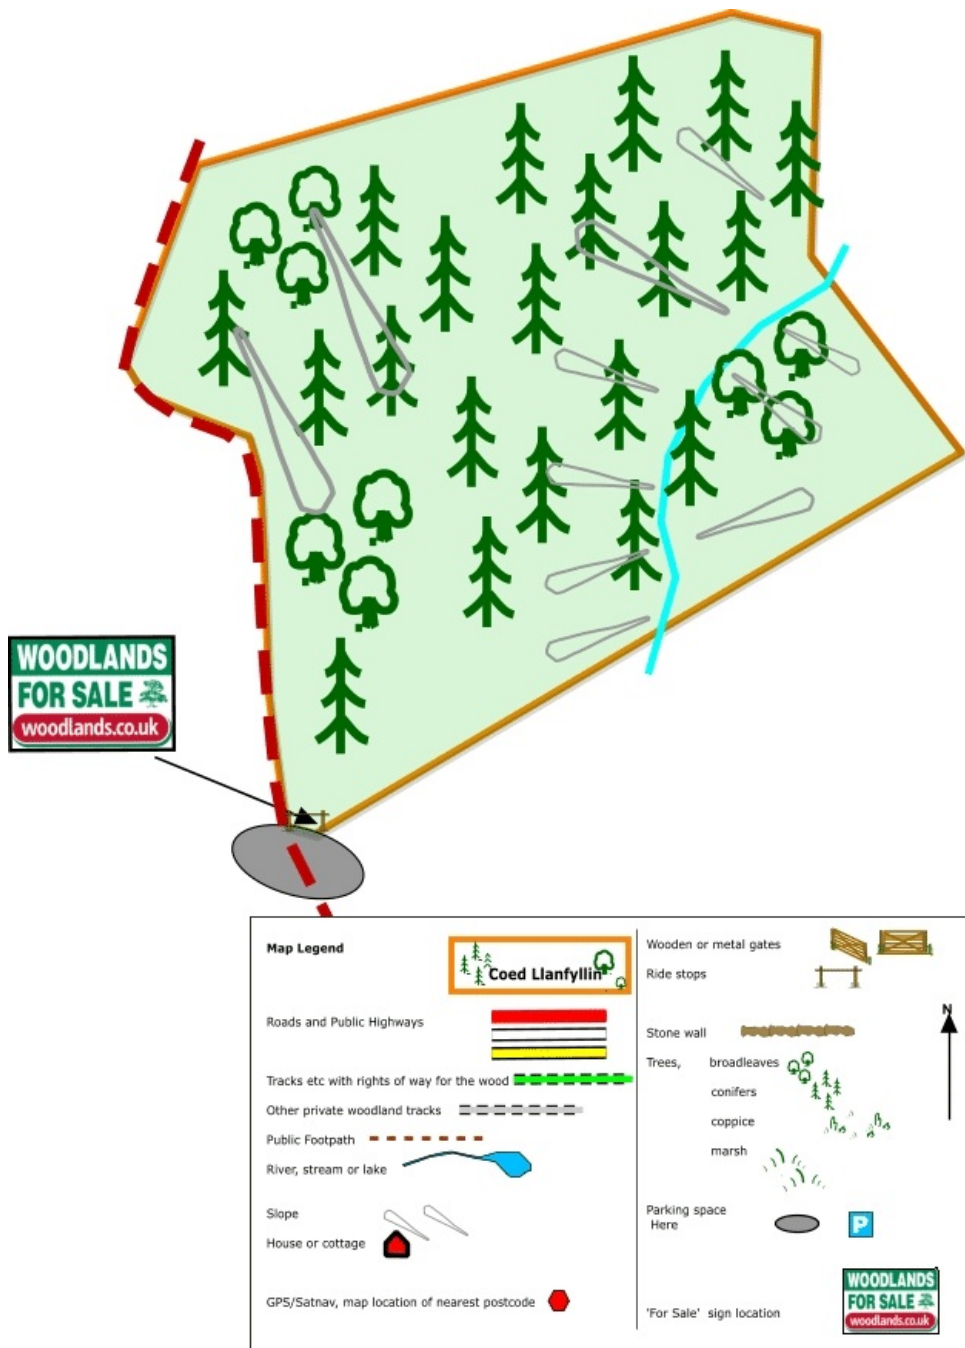 WOODLANDS
FOR SALE
woodlands.co.uk
Map Legend
Coed Llanfyllin
Roads and Public Highways
Tracks etc with rights of way for the wood
Other private woodland tracks
Public Footpath
River, stream or lake
Slope
House or cottage
GPS/Satnav, map location of nearest postcode
Wooden or metal gates
Ride stops
N
Stone wall
Trees, broadleaves
conifers
coppice
marsh
Parking space
Here
P
'For Sale' sign location
WOODLANDS
FOR SALE
woodlands.co.uk